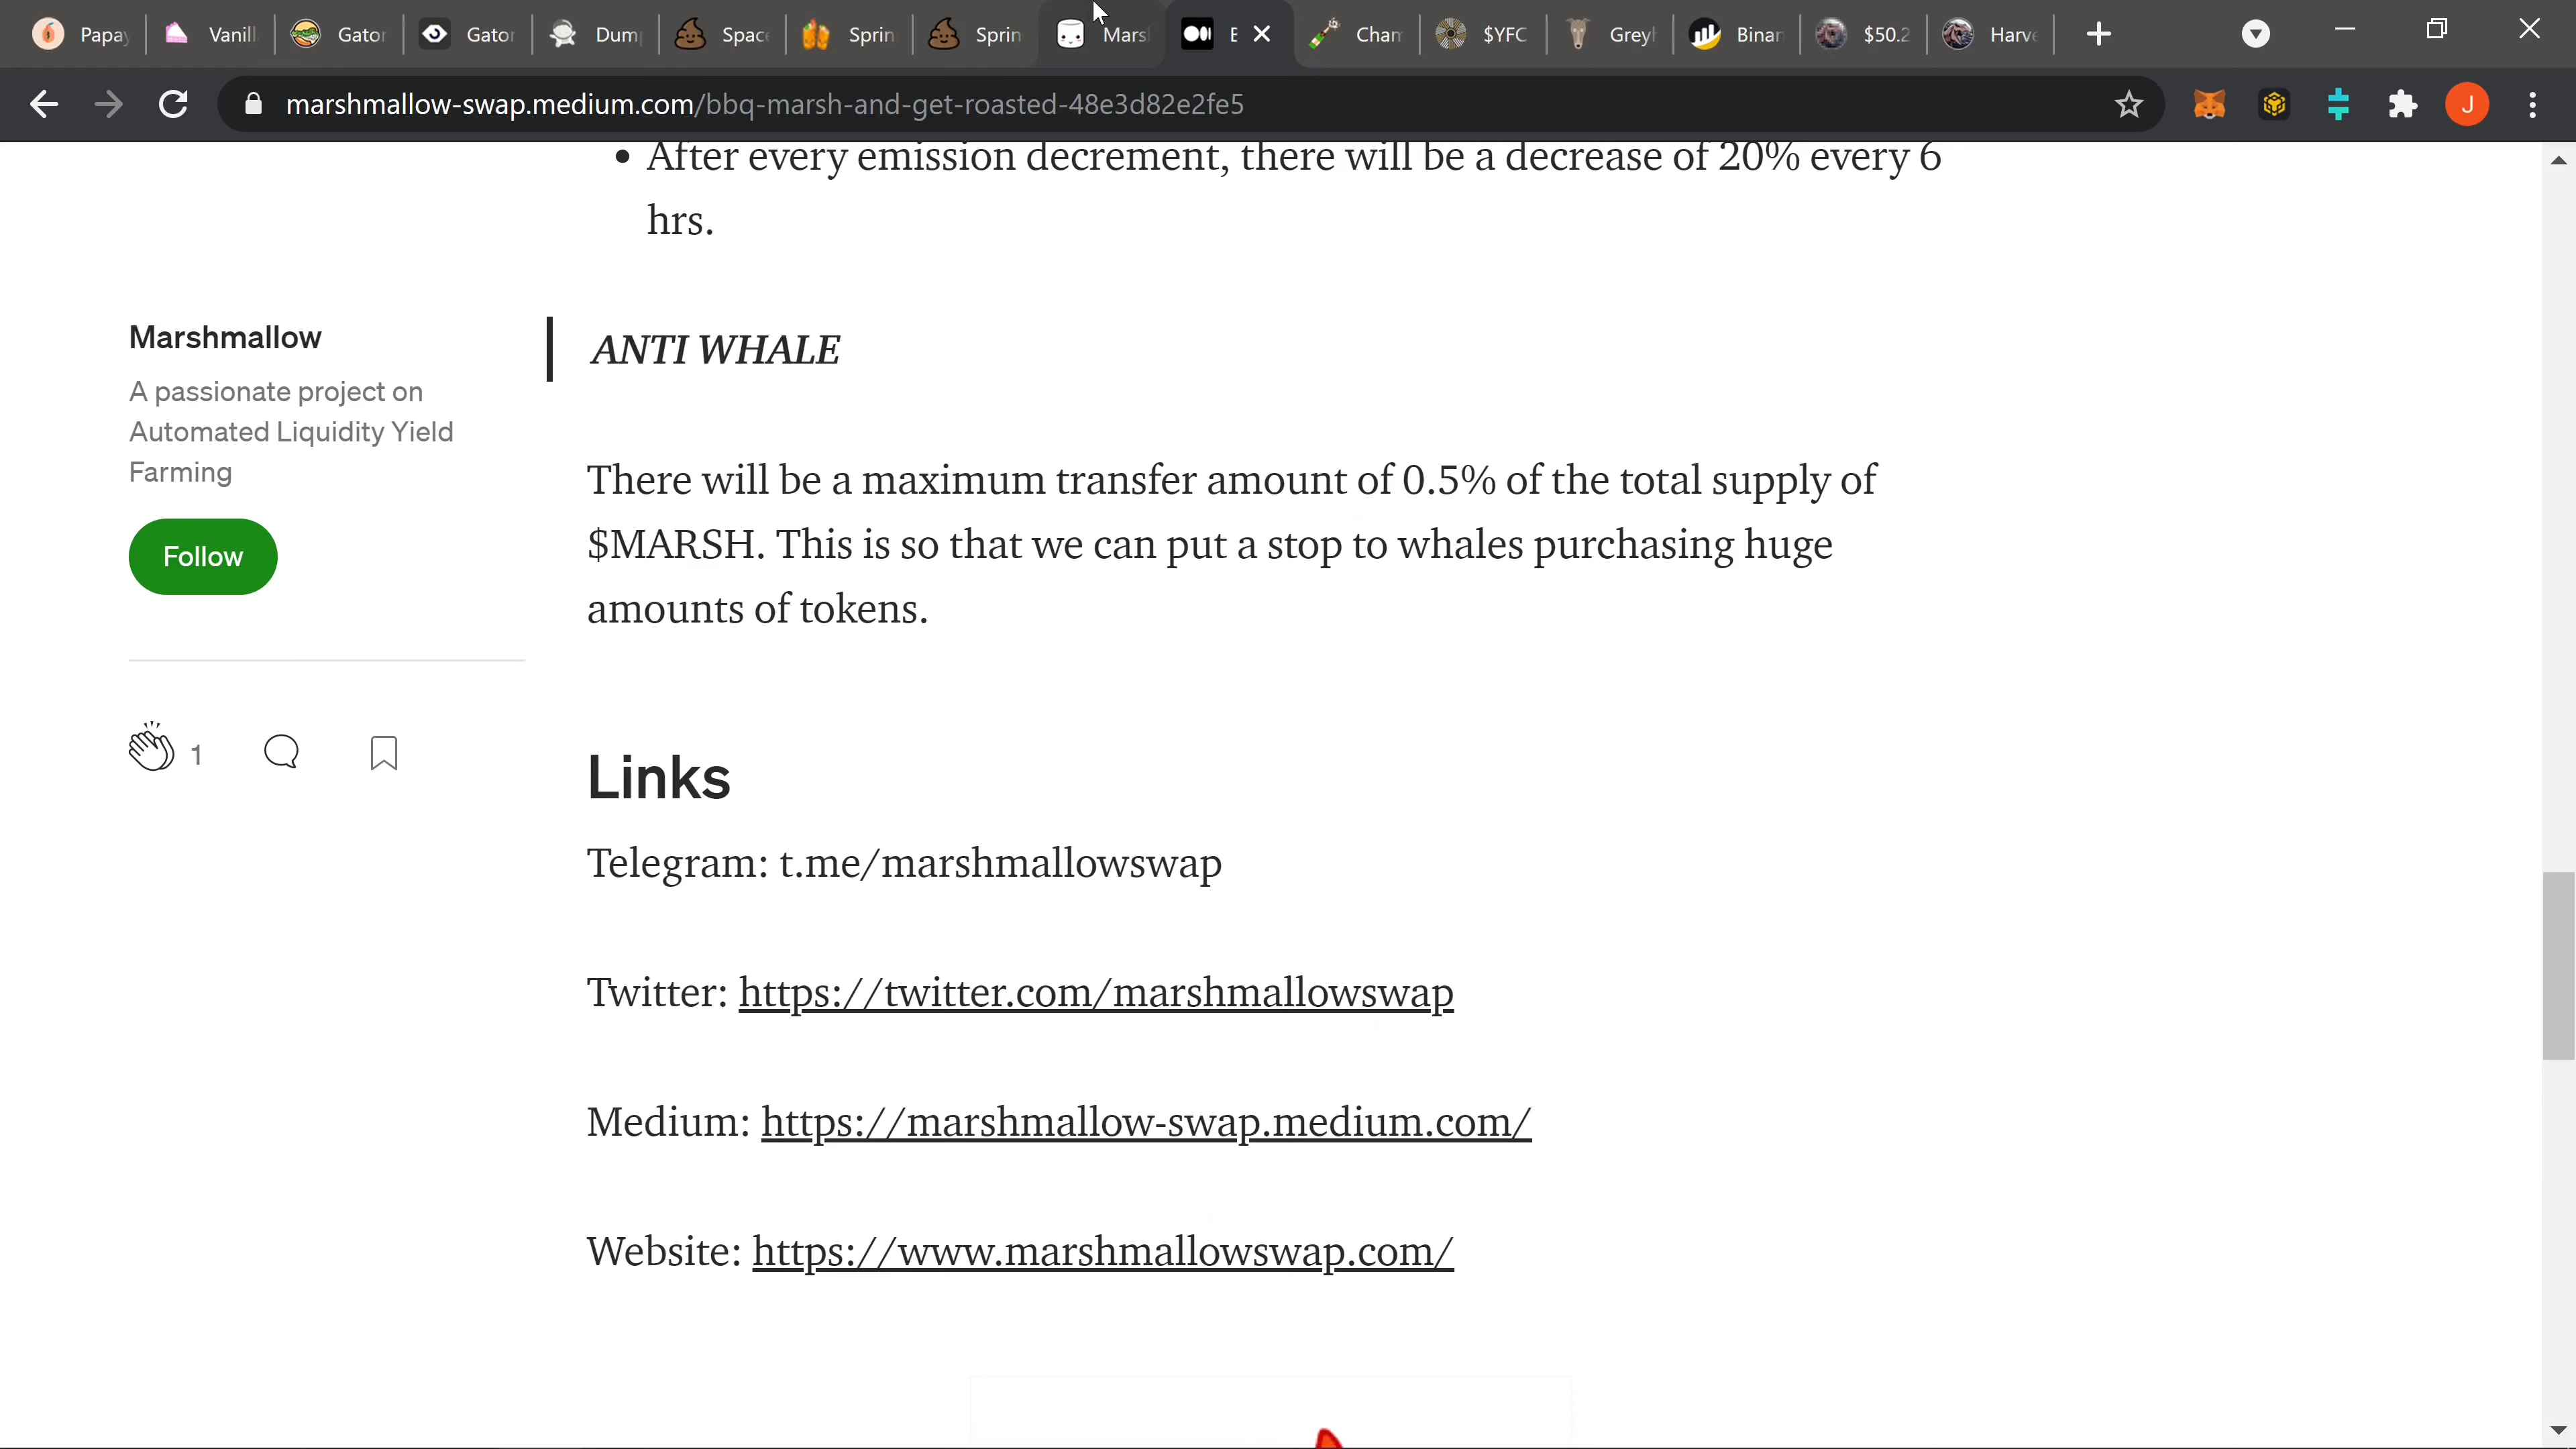 Papay
Vanill
Gator
Gator
Dum
Spac
Sprin
Sprin
Mars
E
Cham
$YFC
Grey
Binan
$50.2
Harve
marshmallow-swap.medium.com/bbq-marsh-and-get-roasted-48e3d82e2fe5
J
• After every emission decrement, there will be a decrease of 20% every 6
hrs.
Marshmallow
A passionate project on
Automated Liquidity Yield
Farming
Follow
1
ANTI WHALE
There will be a maximum transfer amount of 0.5% of the total supply of
$MARSH. This is so that we can put a stop to whales purchasing huge
amounts of tokens.
Links
Telegram: t.me/marshmallowswap
Twitter: https://twitter.com/marshmallowswap
Medium: https://marshmallow-swap.medium.com/
Website: https://www.marshmallowswap.com/